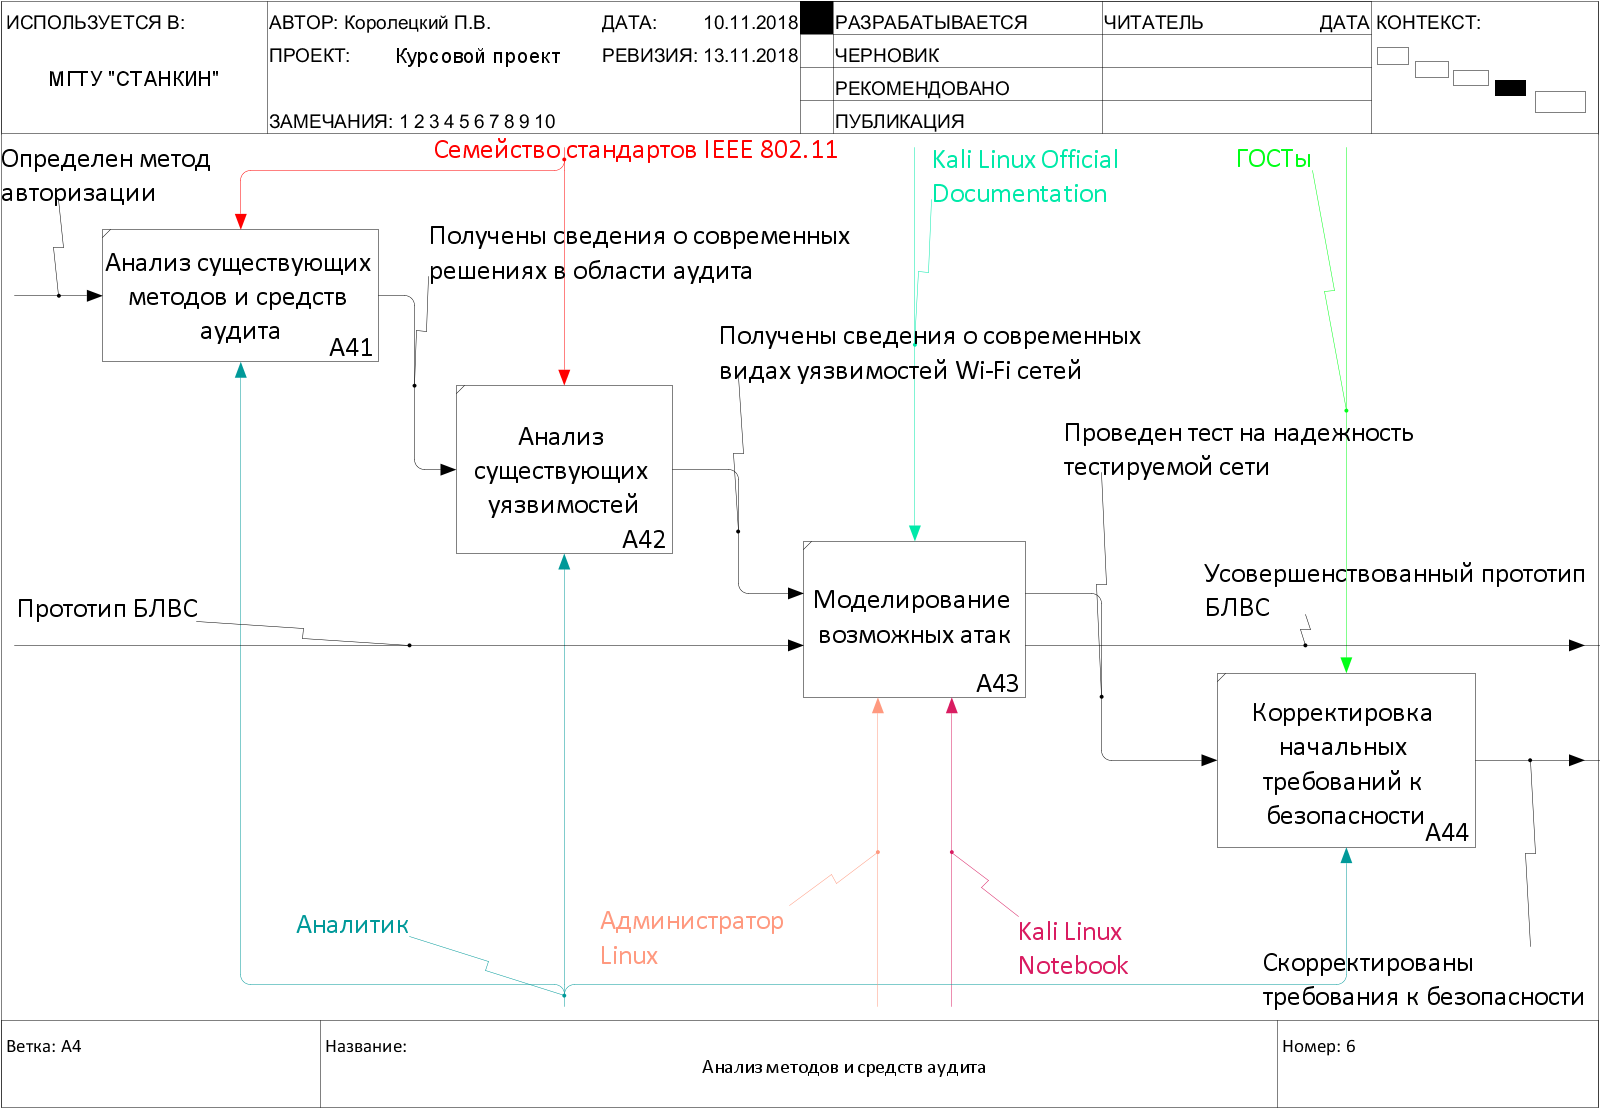 ИСПОЛЬЗУЕТСЯ В:
МГТУ "СТАНКИН"
АВТОР: Королецкий П.В.
ДАТА: 10.11.2018
ПРОЕКТ: Курсовой проект
РЕВИЗИЯ: 13.11.2018
ЗАМЕЧАНИЯ: 1 2 3 4 5 6 7 8 9 10
РАЗРАБАТЫВАЕТСЯ
ЧЕРНОВИК
РЕКОМЕНДОВАНО
ПУБЛИКАЦИЯ
ЧИТАТЕЛЬ
ДАТА
КОНТЕКСТ:
Определен метод
авторизации
Семейство стандартов IEEE 802.11
Kali Linux Official
Documentation
ГОСТы
Анализ существующих
методов и средств
аудита
A41
Получены сведения о современных
решениях в области аудита
Получены сведения о современных
видах уязвимостей Wi-Fi сетей
Анализ
существующих
уязвимостей
A42
Проведен тест на надежность
тестируемой сети
Прототип БЛВС
Моделирование
возможных атак
A43
Усовершенствованный прототип
БЛВС
Корректировка
начальных
требований к
безопасности
A44
Аналитик
Администратор
Linux
Kali Linux
Notebook
Скорректированы
требования к безопасности
Ветка: A4
Название:
Анализ методов и средств аудита
Номер: 6